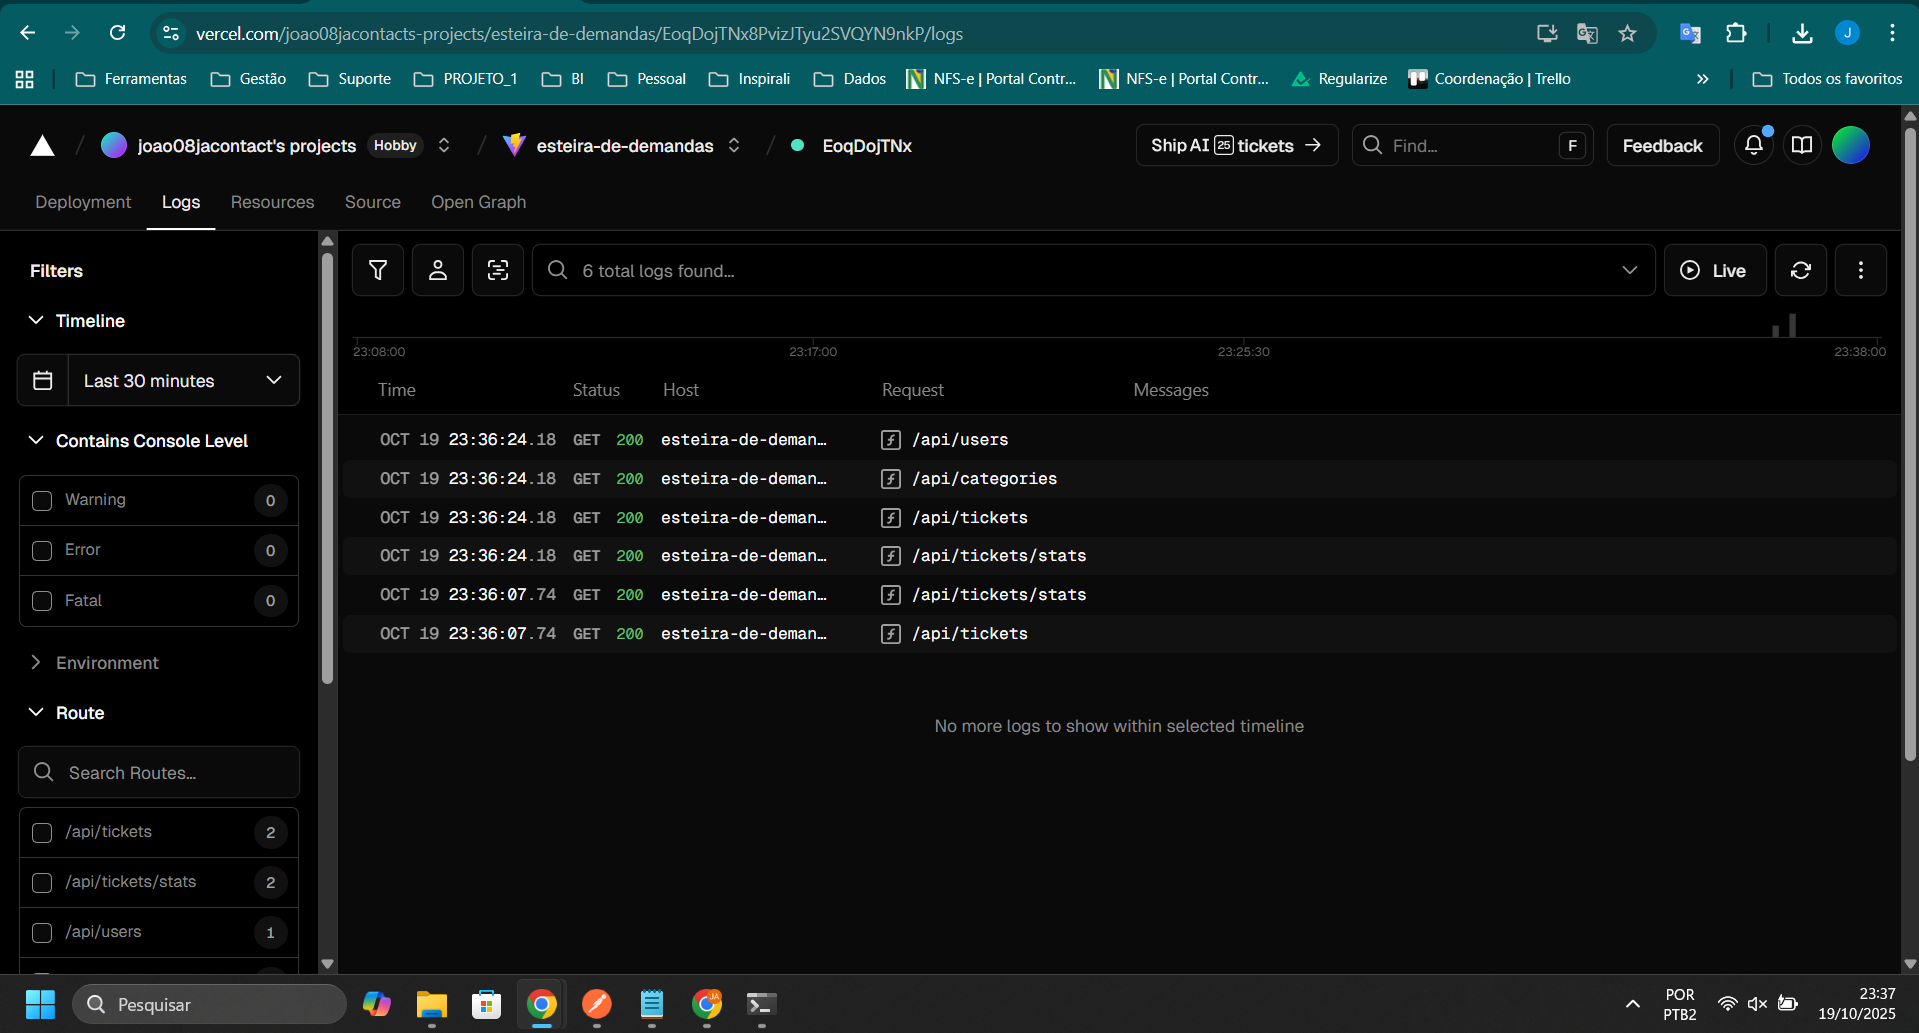 vercel.com/joao08jacontacts-projects/esteira-de-demandas/EoqDojTNx8PvizJTyu2SVQYN9nkP/logs
Ferramentas Gestão Suporte PROJETO_1 BI Pessoal Inspirali Dados NFS-e | Portal Contr... NFS-e | Portal Contr... Regularize Coordenação | Trello » Todos os favoritos
joao08jacontact's projects Hobby / esteira-de-demandas / EoqDojTNx Ship AI 25 tickets → Find... F Feedback
Deployment Logs Resources Source Open Graph
Filters
Timeline
Last 30 minutes
Contains Console Level
Warning 0
Error 0
Fatal 0
Environment
Route
Search Routes...
/api/tickets 2
/api/tickets/stats 2
/api/users 1
6 total logs found...
Live
23:08:00 23:17:00 23:25:30 23:38:00
Time Status Host Request Messages
OCT 19 23:36:24.18 GET 200 esteira-de-deman… /api/users
OCT 19 23:36:24.18 GET 200 esteira-de-deman… /api/categories
OCT 19 23:36:24.18 GET 200 esteira-de-deman… /api/tickets
OCT 19 23:36:24.18 GET 200 esteira-de-deman… /api/tickets/stats
OCT 19 23:36:07.74 GET 200 esteira-de-deman… /api/tickets/stats
OCT 19 23:36:07.74 GET 200 esteira-de-deman… /api/tickets
No more logs to show within selected timeline
Pesquisar
POR
PTB2
23:37
19/10/2025